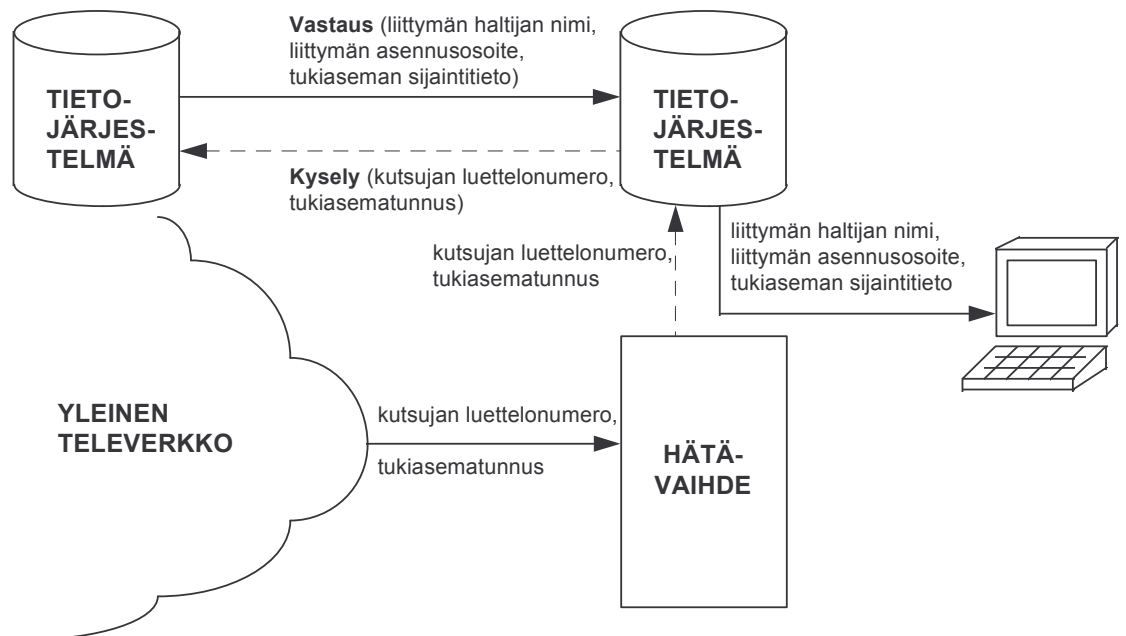 Vastaus (liittymän haltijan nimi,
liittymän asennusosoite,
tukiaseman sijaintitieto)
TIETO-
JÄRJES-
TELMÄ
TIETO-
JÄRJES-
TELMÄ
Kysely (kutsujan luettelonumero,
tukiasematunnus)
kutsujan luettelonumero,
tukiasematunnus
liittymän haltijan nimi,
liittymän asennusosoite,
tukiaseman sijaintitieto
YLEINEN
TELEVERKKO
kutsujan luettelonumero,
tukiasematunnus
HÄTÄ-
VAIHDE